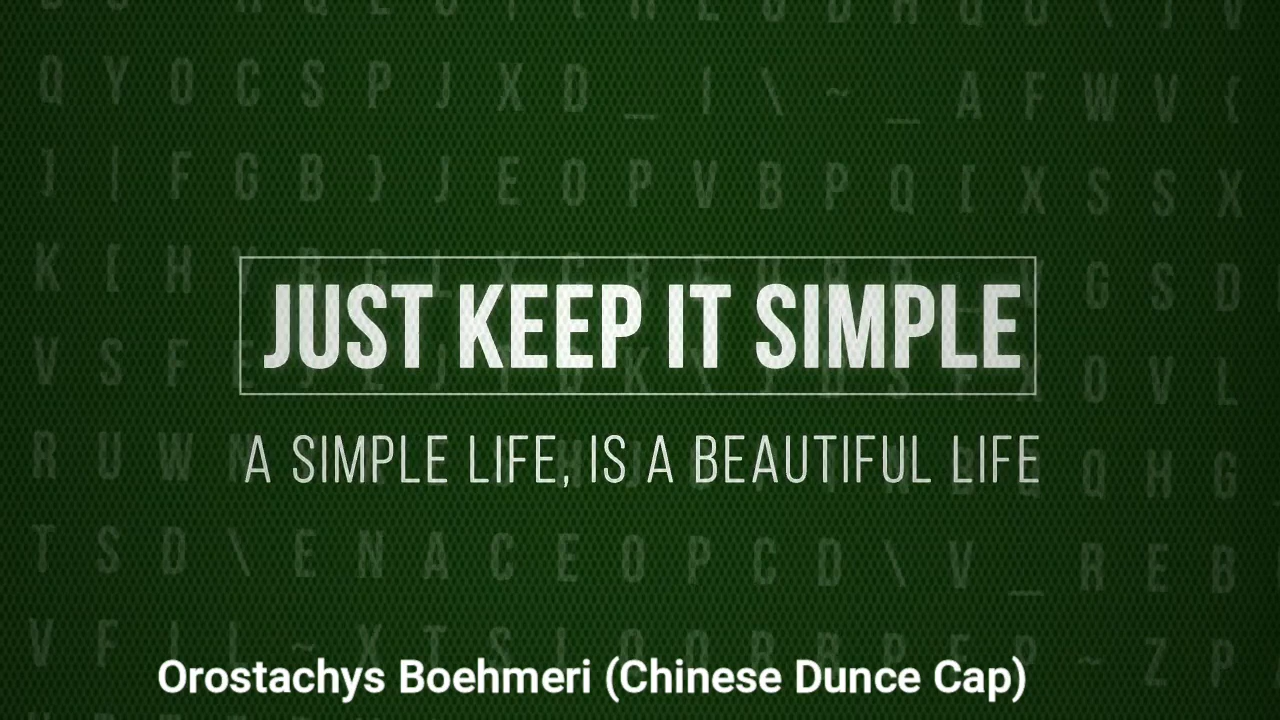 Q Y O C S P J X D _ | \ ~ _ A F W V {
] | F G B } J E O P V B P Q [ X S S X
K [ H G S D
JUST KEEP IT SIMPLE
V S F O V L
A SIMPLE LIFE, IS A BEAUTIFUL LIFE
R U W Q H G
T S D \ E N A C E O P C D \ V _ R E B
Orostachys Boehmeri (Chinese Dunce Cap)